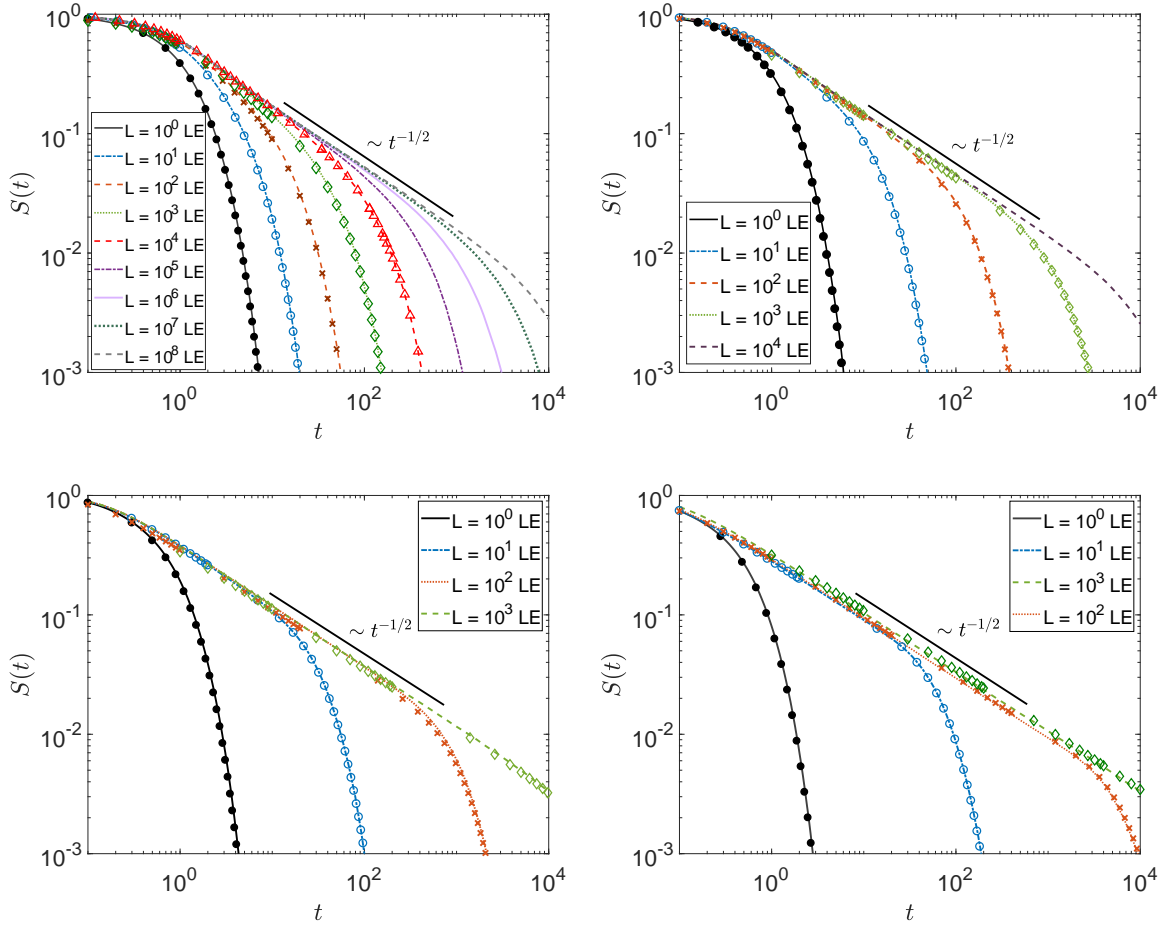 10^0
10^-1
10^-2
10^-3
S(t)
L = 10^0 LE
L = 10^1 LE
L = 10^2 LE
L = 10^3 LE
L = 10^4 LE
L = 10^5 LE
L = 10^6 LE
L = 10^7 LE
L = 10^8 LE
~ t^-1/2
10^0 10^2 10^4
t
10^0
10^-1
10^-2
10^-3
S(t)
L = 10^0 LE
L = 10^1 LE
L = 10^2 LE
L = 10^3 LE
L = 10^4 LE
~ t^-1/2
10^0 10^2 10^4
t
10^0
10^-1
10^-2
10^-3
S(t)
L = 10^0 LE
L = 10^1 LE
L = 10^2 LE
L = 10^3 LE
~ t^-1/2
10^0 10^2 10^4
t
10^0
10^-1
10^-2
10^-3
S(t)
L = 10^0 LE
L = 10^1 LE
L = 10^3 LE
L = 10^2 LE
~ t^-1/2
10^0 10^2 10^4
t